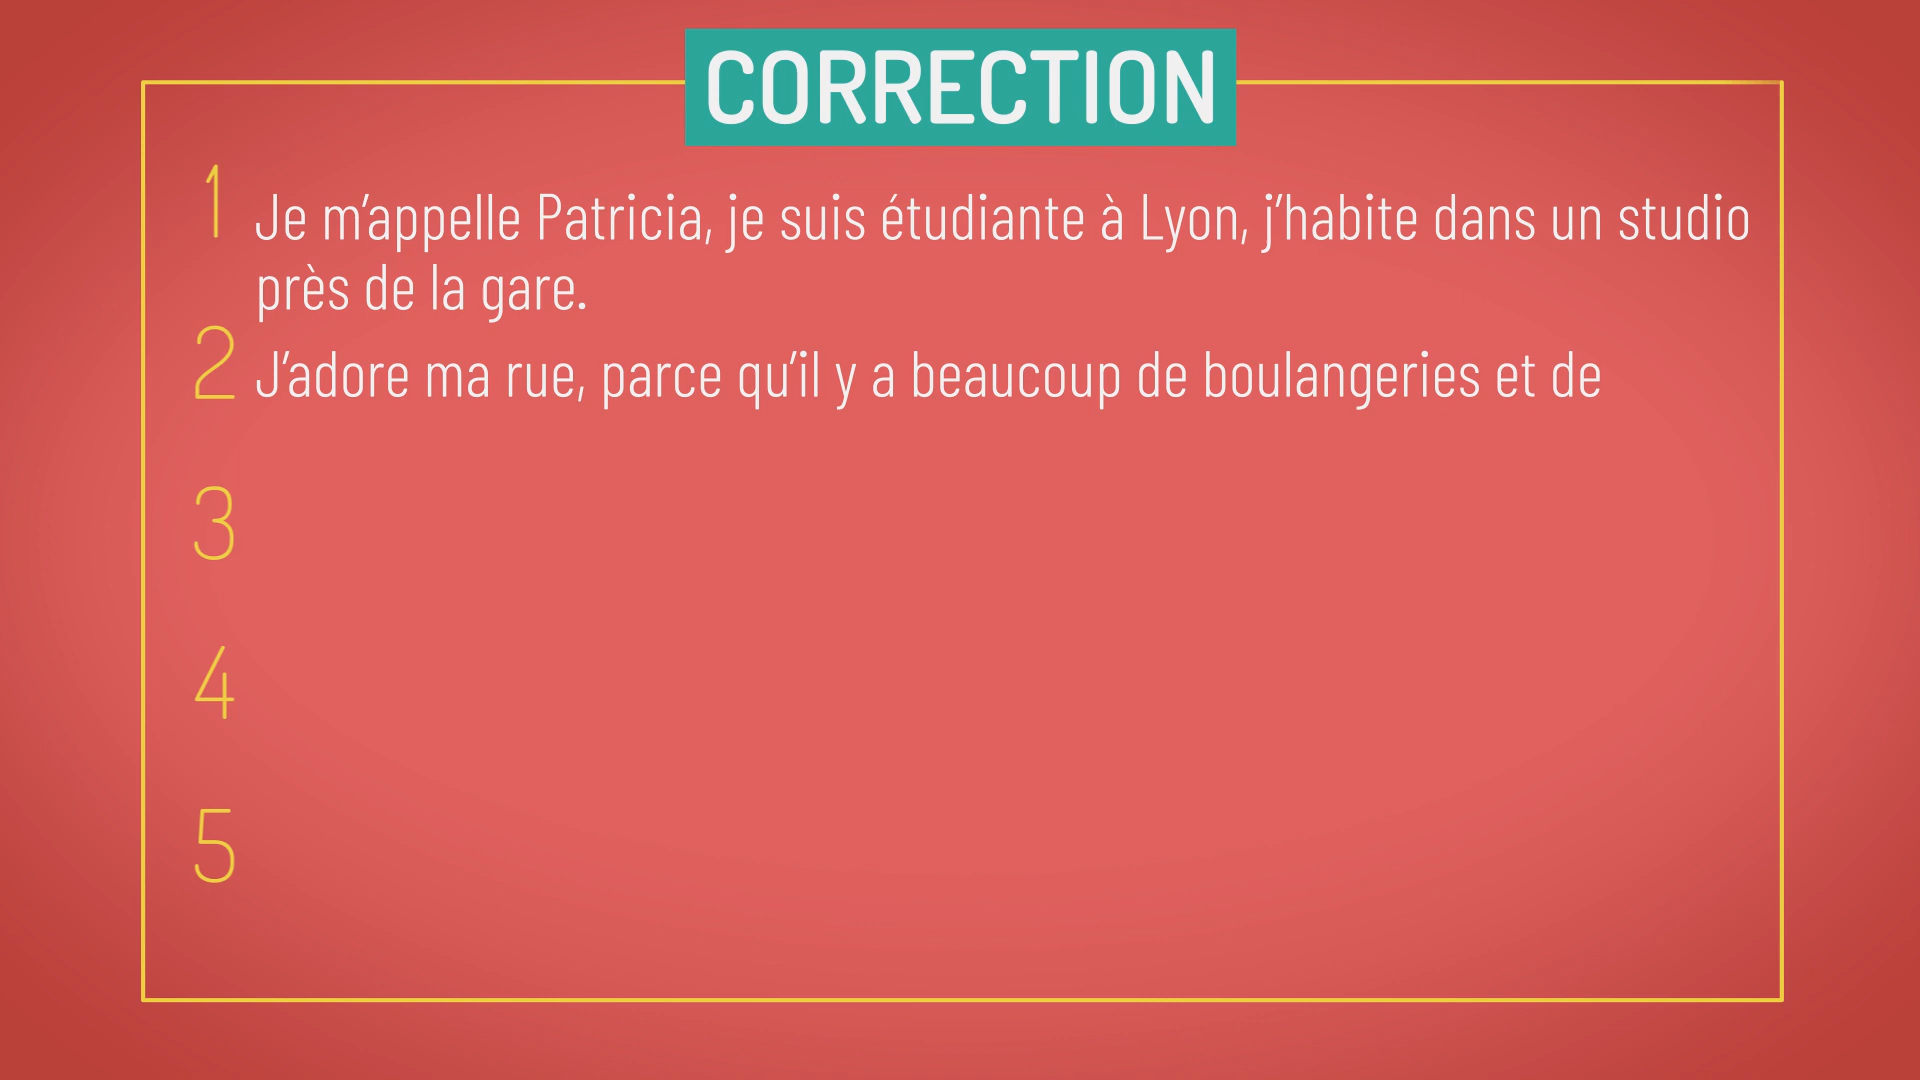 CORRECTION
1 Je m’appelle Patricia, je suis étudiante à Lyon, j’habite dans un studio
près de la gare.
2 J’adore ma rue, parce qu’il y a beaucoup de boulangeries et de
3
4
5